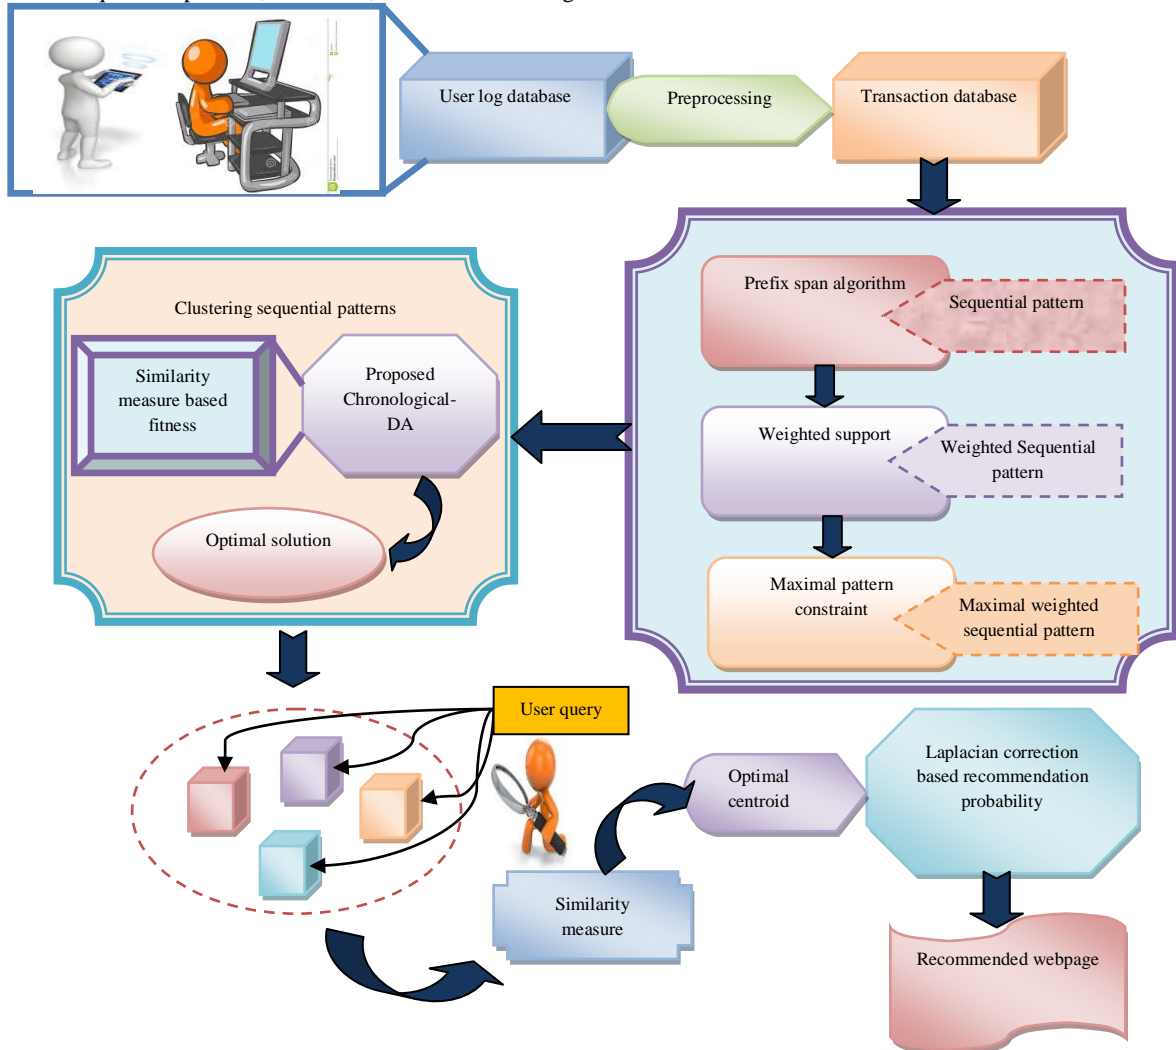 User log database
Preprocessing
Transaction database
Prefix span algorithm
Sequential pattern
Weighted support
Weighted Sequential
pattern
Maximal pattern
constraint
Maximal weighted
sequential pattern
Clustering sequential patterns
Similarity
measure based
fitness
Proposed
Chronological-
DA
Optimal solution
User query
Similarity
measure
Optimal
centroid
Laplacian correction
based recommendation
probability
Recommended webpage